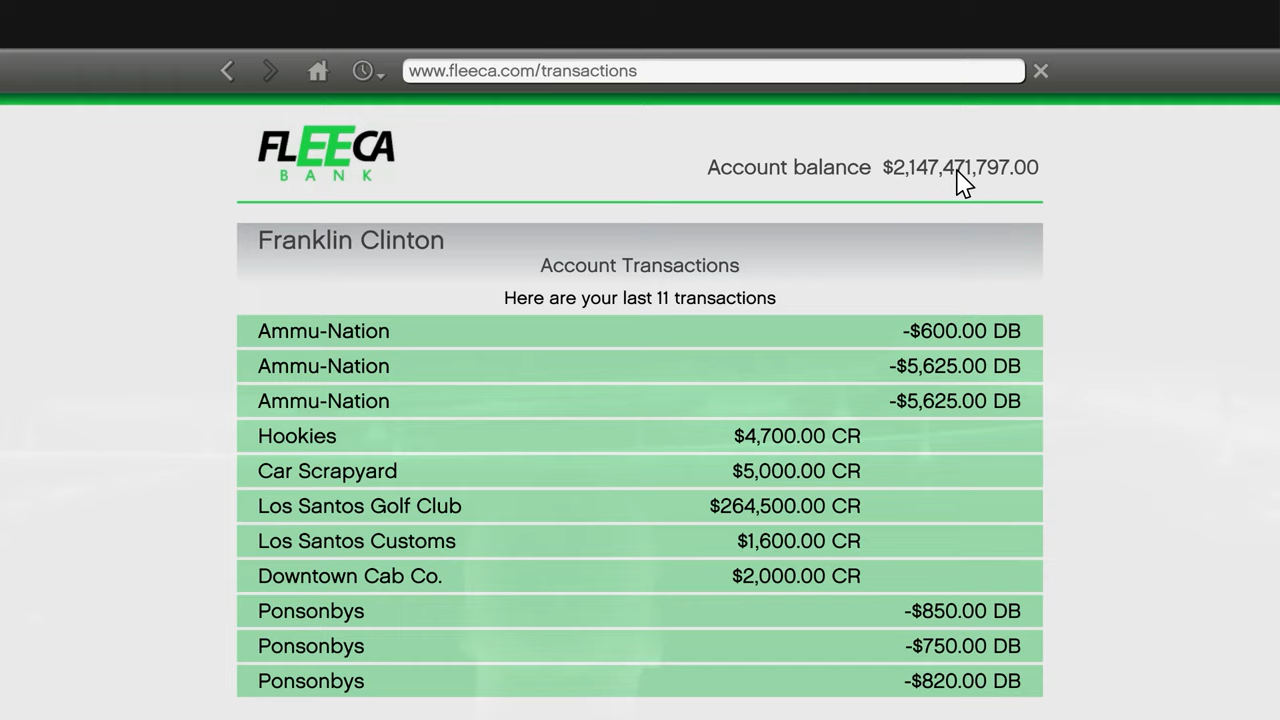 www.fleeca.com/transactions
FLEECA
BANK
Account balance $2,147,471,797.00
Franklin Clinton
Account Transactions
Here are your last 11 transactions
Ammu-Nation -$600.00 DB
Ammu-Nation -$5,625.00 DB
Ammu-Nation -$5,625.00 DB
Hookies $4,700.00 CR
Car Scrapyard $5,000.00 CR
Los Santos Golf Club $264,500.00 CR
Los Santos Customs $1,600.00 CR
Downtown Cab Co. $2,000.00 CR
Ponsonbys -$850.00 DB
Ponsonbys -$750.00 DB
Ponsonbys -$820.00 DB